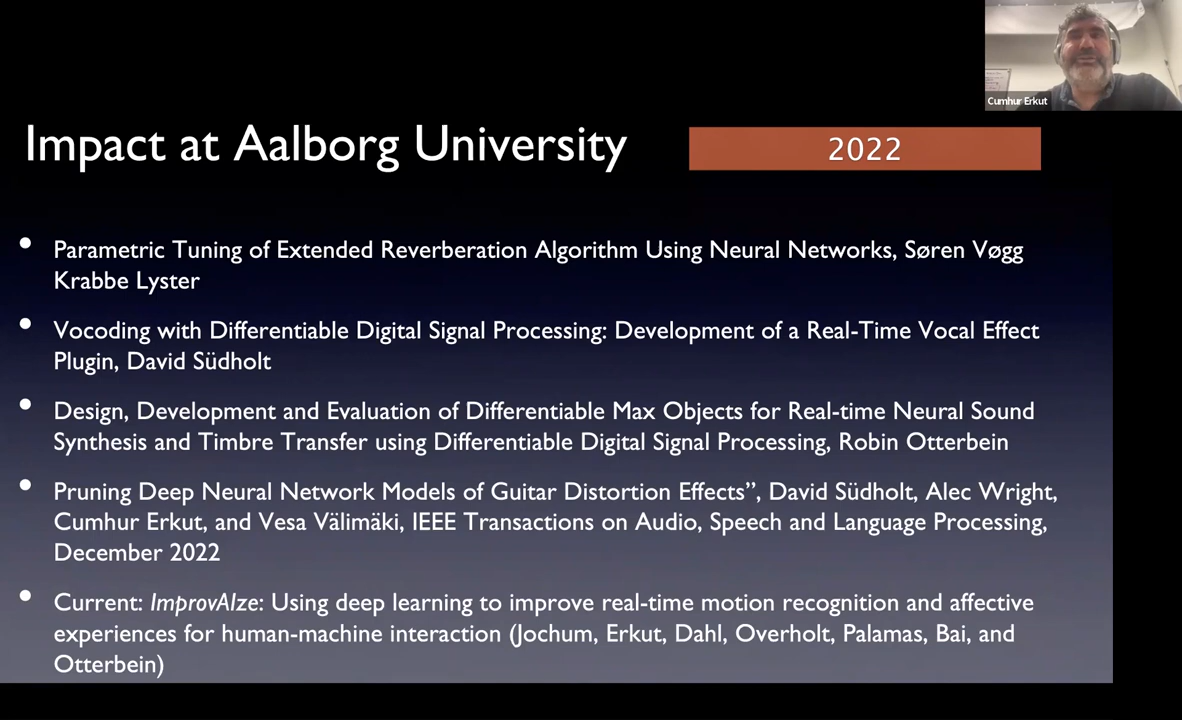 Cumhur Erkut
Impact at Aalborg University
2022
• Parametric Tuning of Extended Reverberation Algorithm Using Neural Networks, Søren Vøgg
Krabbe Lyster
• Vocoding with Differentiable Digital Signal Processing: Development of a Real-Time Vocal Effect
Plugin, David Südholt
• Design, Development and Evaluation of Differentiable Max Objects for Real-time Neural Sound
Synthesis and Timbre Transfer using Differentiable Digital Signal Processing, Robin Otterbein
• Pruning Deep Neural Network Models of Guitar Distortion Effects”, David Südholt, Alec Wright,
Cumhur Erkut, and Vesa Välimäki, IEEE Transactions on Audio, Speech and Language Processing,
December 2022
• Current: ImprovAIze: Using deep learning to improve real-time motion recognition and affective
experiences for human-machine interaction (Jochum, Erkut, Dahl, Overholt, Palamas, Bai, and
Otterbein)